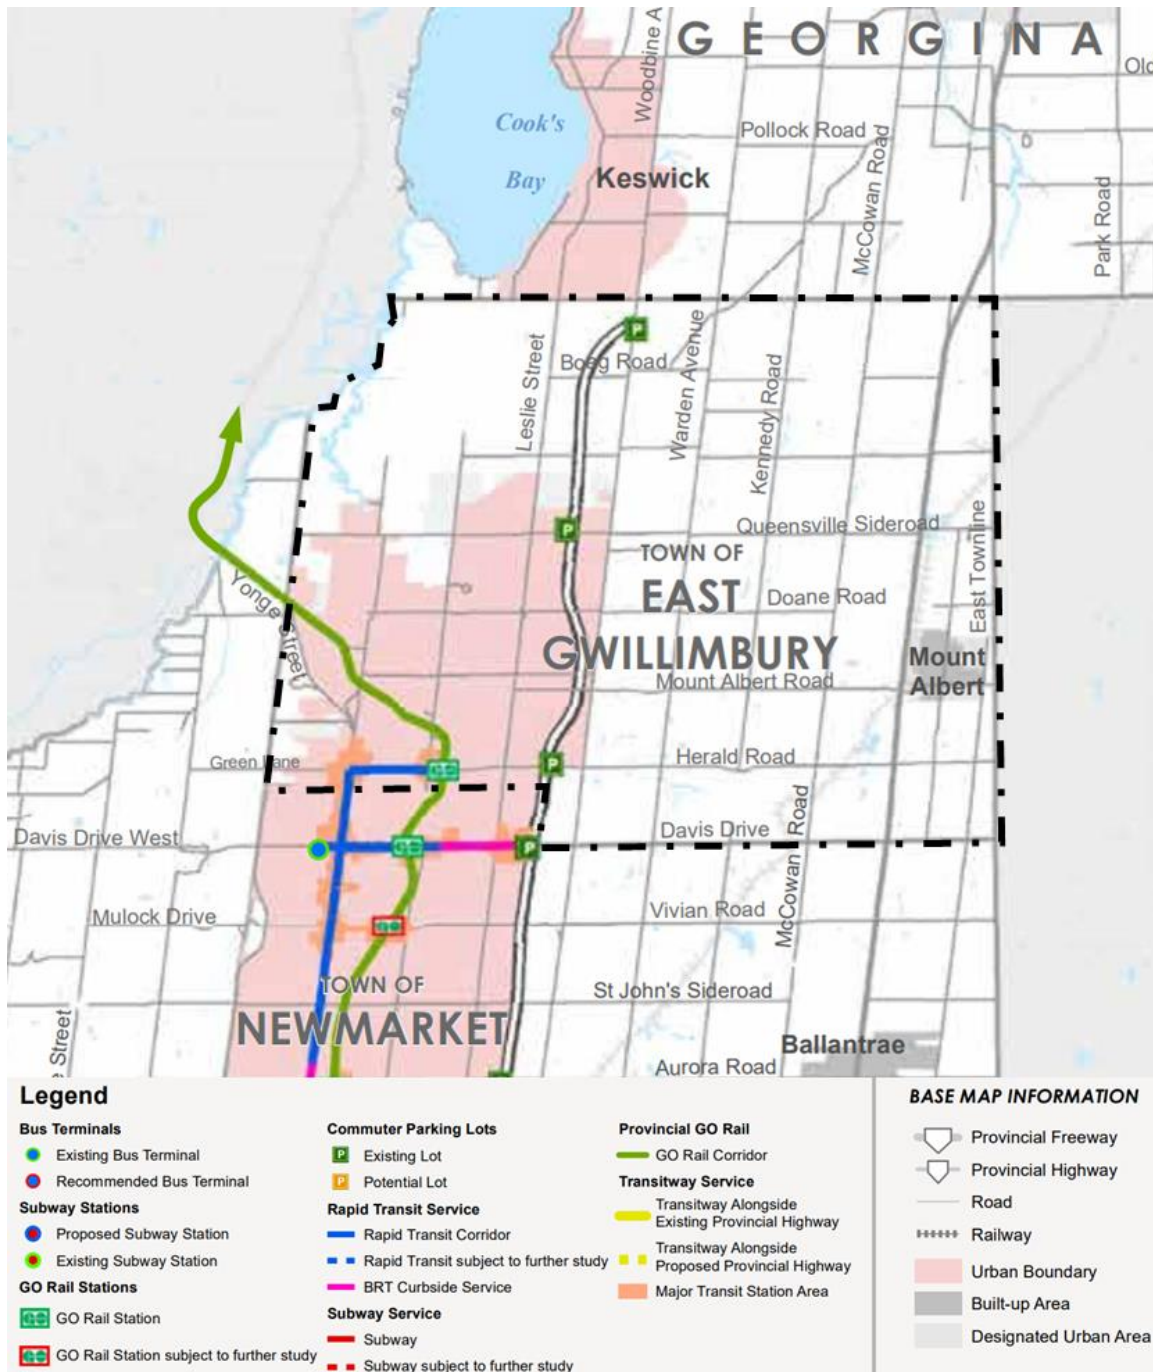 GEORGINA
Woodbine A
Old
Cook's
Bay
Pollock Road
Keswick
McCowan Road
Park Road
P
Boag Road
Leslie Street
Warden Avenue
Kennedy Road
P
Queensville Sideroad
East Townline
TOWN OF
EAST
GWILLIMBURY
Doane Road
Yonge Street
Mount Albert Road
Mount
Albert
Green Lane
P
Herald Road
Davis Drive West
P
Davis Drive
McCowan Road
Mulock Drive
Vivian Road
TOWN OF
NEWMARKET
St John's Sideroad
e Street
Ballantrae
Aurora Road
Legend
Bus Terminals
Existing Bus Terminal
Recommended Bus Terminal
Subway Stations
Proposed Subway Station
Existing Subway Station
GO Rail Stations
GO GO Rail Station
GO GO Rail Station subject to further study
Commuter Parking Lots
P Existing Lot
P Potential Lot
Rapid Transit Service
Rapid Transit Corridor
Rapid Transit subject to further study
BRT Curbside Service
Subway Service
Subway
Subway subject to further study
Provincial GO Rail
GO Rail Corridor
Transitway Service
Transitway Alongside
Existing Provincial Highway
Transitway Alongside
Proposed Provincial Highway
Major Transit Station Area
BASE MAP INFORMATION
Provincial Freeway
Provincial Highway
Road
Railway
Urban Boundary
Built-up Area
Designated Urban Area